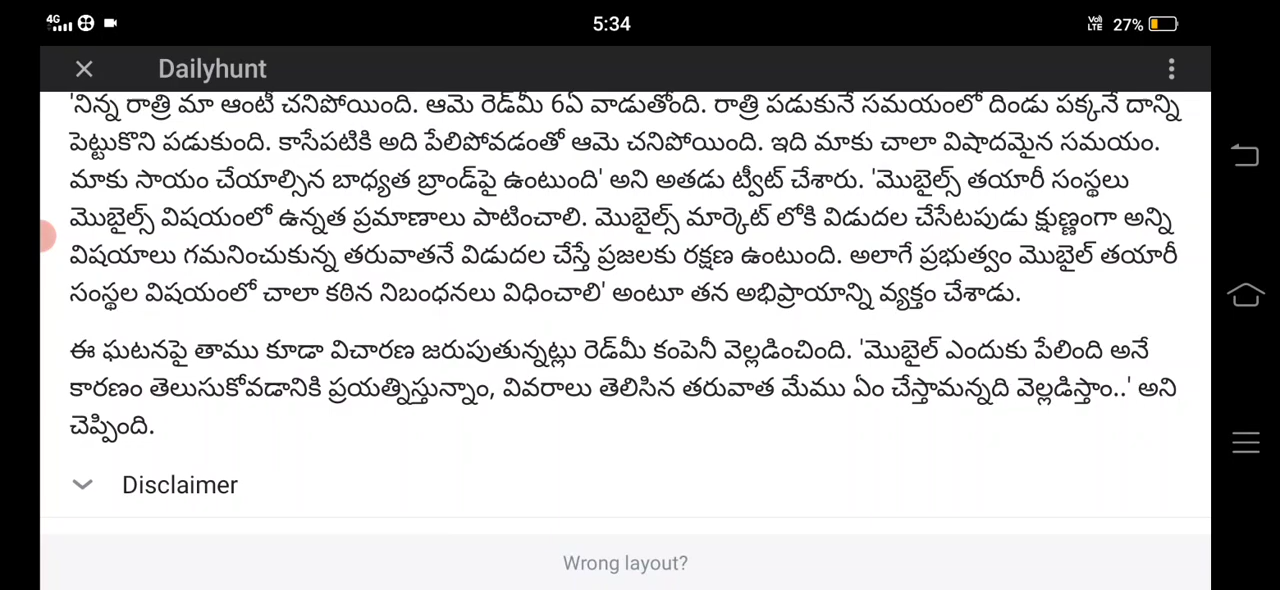 4G 5:34 Vo) LTE 27%
Dailyhunt
'నిన్న రాత్రి మా ఆంటీ చనిపోయింది. ఆమె రెడ్‌మీ 6ఏ వాడుతోంది. రాత్రి పడుకునే సమయంలో దిండు పక్కనే దాన్ని
పెట్టుకొని పడుకుంది. కాసేపటికి అది పేలిపోవడంతో ఆమె చనిపోయింది. ఇది మాకు చాలా విషాదమైన సమయం.
మాకు సాయం చేయాల్సిన బాధ్యత బ్రాండ్‌పై ఉంటుంది' అని అతడు ట్వీట్ చేశారు. 'మొబైల్స్ తయారీ సంస్థలు
మొబైల్స్ విషయంలో ఉన్నత ప్రమాణాలు పాటించాలి. మొబైల్స్ మార్కెట్ లోకి విడుదల చేసేటపుడు క్షుణ్ణంగా అన్ని
విషయాలు గమనించుకున్న తరువాతనే విడుదల చేస్తే ప్రజలకు రక్షణ ఉంటుంది. అలాగే ప్రభుత్వం మొబైల్ తయారీ
సంస్థల విషయంలో చాలా కఠిన నిబంధనలు విధించాలి' అంటూ తన అభిప్రాయాన్ని వ్యక్తం చేశాడు.
ఈ ఘటనపై తాము కూడా విచారణ జరుపుతున్నట్లు రెడ్‌మీ కంపెనీ వెల్లడించింది. 'మొబైల్ ఎందుకు పేలింది అనే
కారణం తెలుసుకోవడానికి ప్రయత్నిస్తున్నాం, వివరాలు తెలిసిన తరువాత మేము ఏం చేస్తామన్నది వెల్లడిస్తాం..' అని
చెప్పింది.
Disclaimer
Wrong layout?